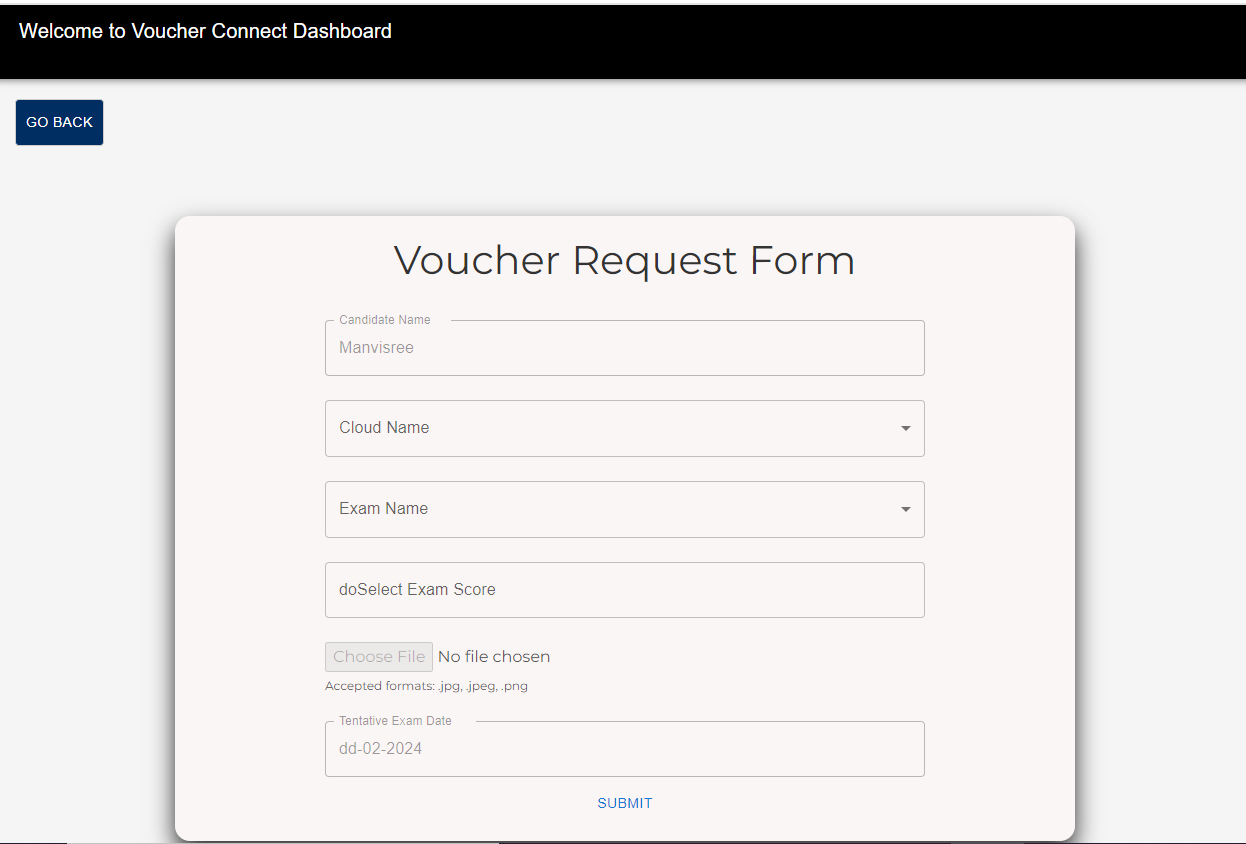 Welcome to Voucher Connect Dashboard
GO BACK
Voucher Request Form
Candidate Name
Manvisree
Cloud Name
Exam Name
doSelect Exam Score
Choose File No file chosen
Accepted formats: .jpg, .jpeg, .png
Tentative Exam Date
dd-02-2024
SUBMIT